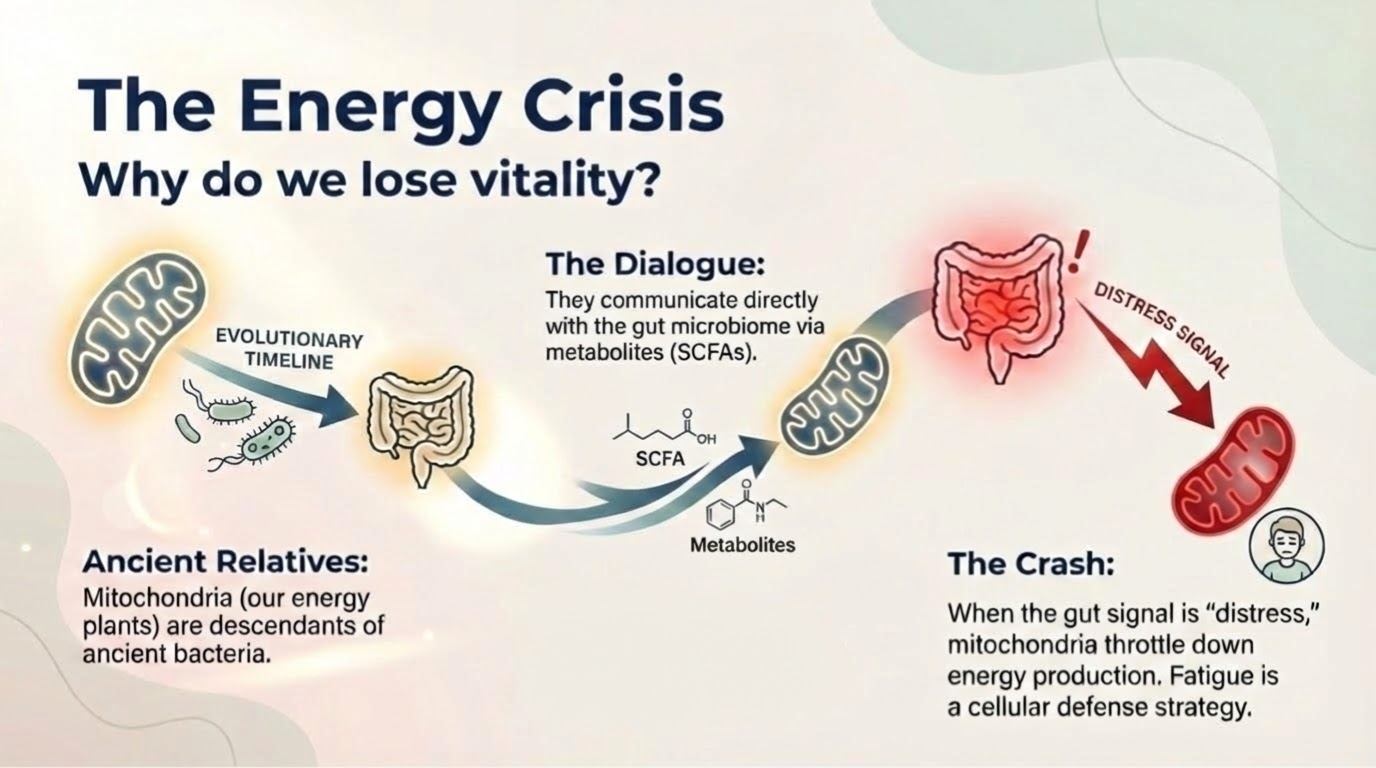 The Energy Crisis
Why do we lose vitality?
EVOLUTIONARY
TIMELINE
Ancient Relatives:
Mitochondria (our energy
plants) are descendants of
ancient bacteria.
The Dialogue:
They communicate directly
with the gut microbiome via
metabolites (SCFAs).
O
OH
SCFA
O
N
H
Metabolites
!
DISTRESS SIGNAL
The Crash:
When the gut signal is “distress,”
mitochondria throttle down
energy production. Fatigue is
a cellular defense strategy.